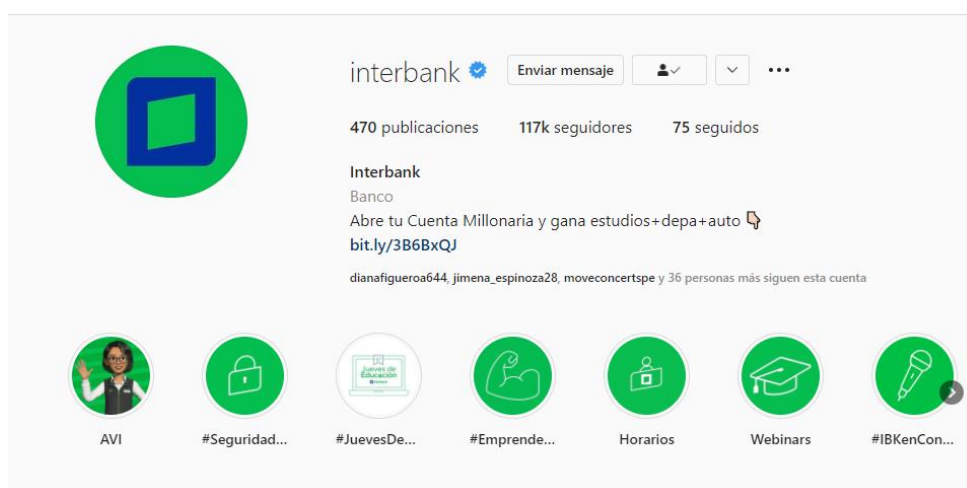 interbank
Enviar mensaje
470 publicaciones 117k seguidores 75 seguidos
Interbank
Banco
Abre tu Cuenta Millonaria y gana estudios+depa+auto
bit.ly/3B6BxQJ
dianafigueroa644, jimena_espinoza28, moveconcertspe y 36 personas más siguen esta cuenta
Jueves de
Educación
AVI #Seguridad... #JuevesDe... #Emprende... Horarios Webinars #IBKenCon...